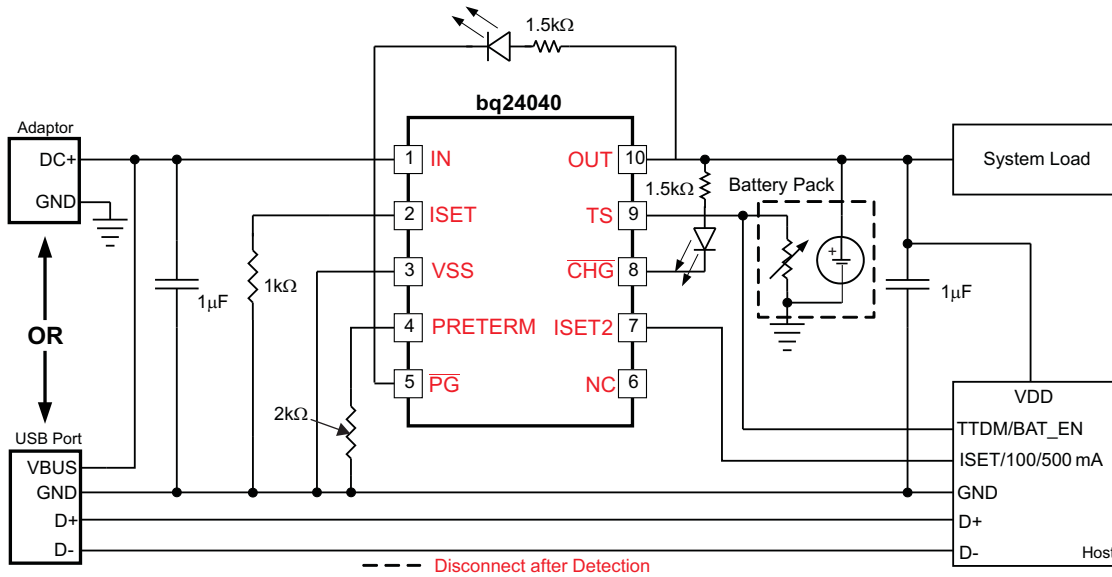 1.5kΩ
bq24040
Adaptor
DC+
GND
1 IN
OUT 10
System Load
1.5kΩ
Battery Pack
2 ISET
TS 9
3 VSS
CHG 8
+
1kΩ
1μF
1μF
OR
4 PRETERM
ISET2 7
5 PG
NC 6
2kΩ
VDD
TTDM/BAT_EN
USB Port
VBUS
ISET/100/500 mA
GND
GND
D+
D+
D-
D-
Host
Disconnect after Detection